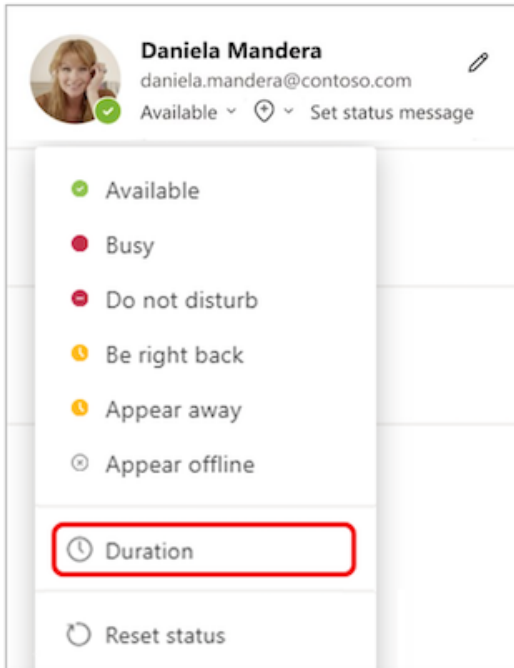 Daniela Mandera
daniela.mandera@contoso.com
Available Set status message
Available
Busy
Do not disturb
Be right back
Appear away
Appear offline
Duration
Reset status